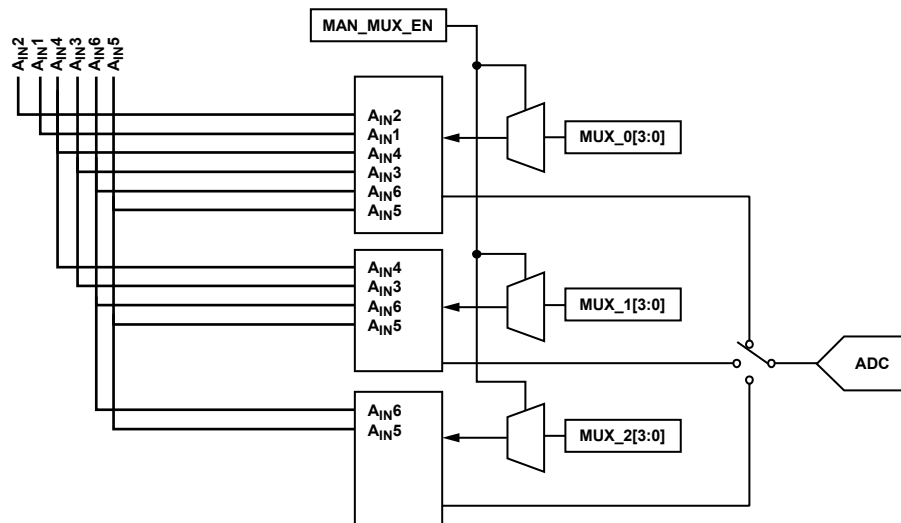 MAN_MUX_EN
AIN2
AIN1
AIN4
AIN3
AIN6
AIN5
AIN2
AIN1
AIN4
AIN3
AIN6
AIN5
MUX_0[3:0]
AIN4
AIN3
AIN6
AIN5
MUX_1[3:0]
ADC
AIN6
AIN5
MUX_2[3:0]